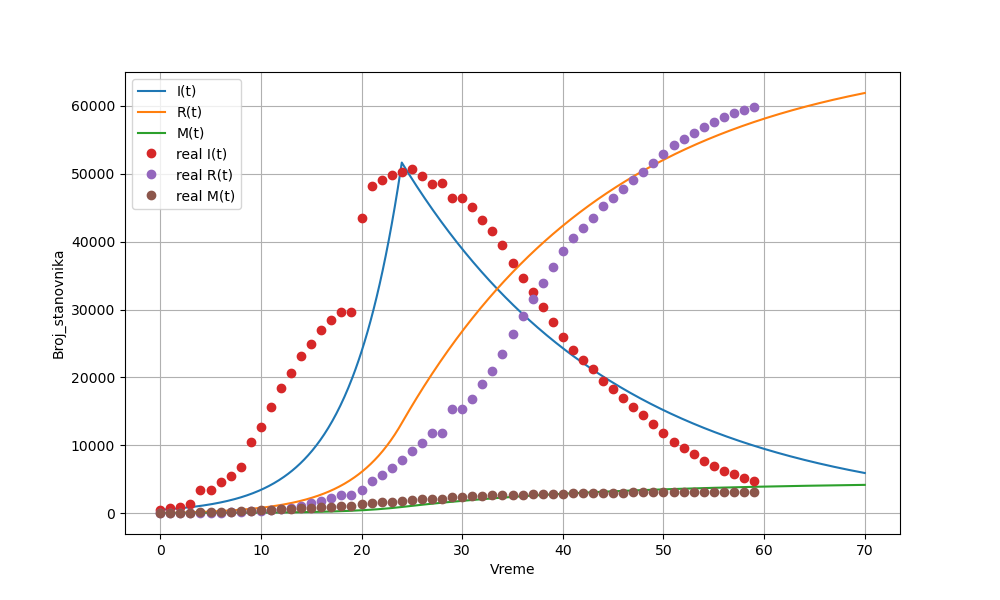 I(t)
R(t)
M(t)
real I(t)
real R(t)
real M(t)
60000
50000
40000
30000
20000
10000
0
Broj_stanovnika
0 10 20 30 40 50 60 70
Vreme